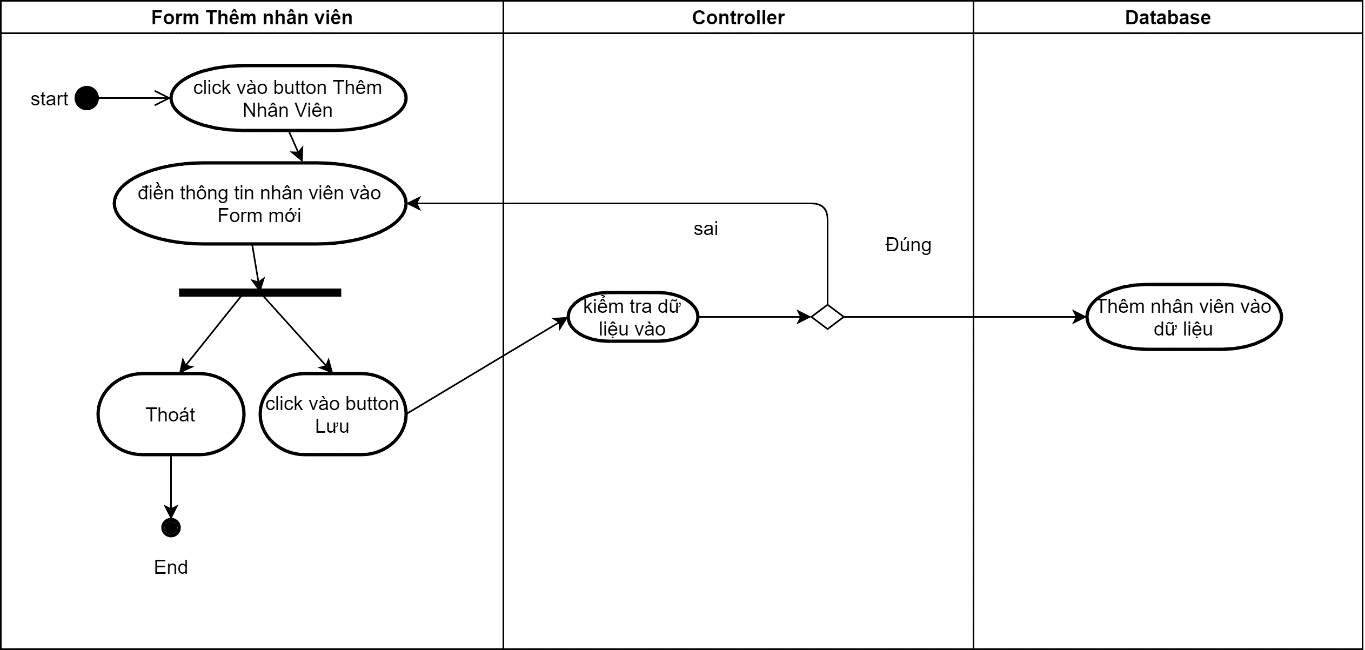 Form Thêm nhân viên
Controller
Database
start
click vào button Thêm
Nhân Viên
điền thông tin nhân viên vào
Form mới
sai
Đúng
kiểm tra dữ
liệu vào
Thêm nhân viên vào
dữ liệu
Thoát
click vào button
Lưu
End